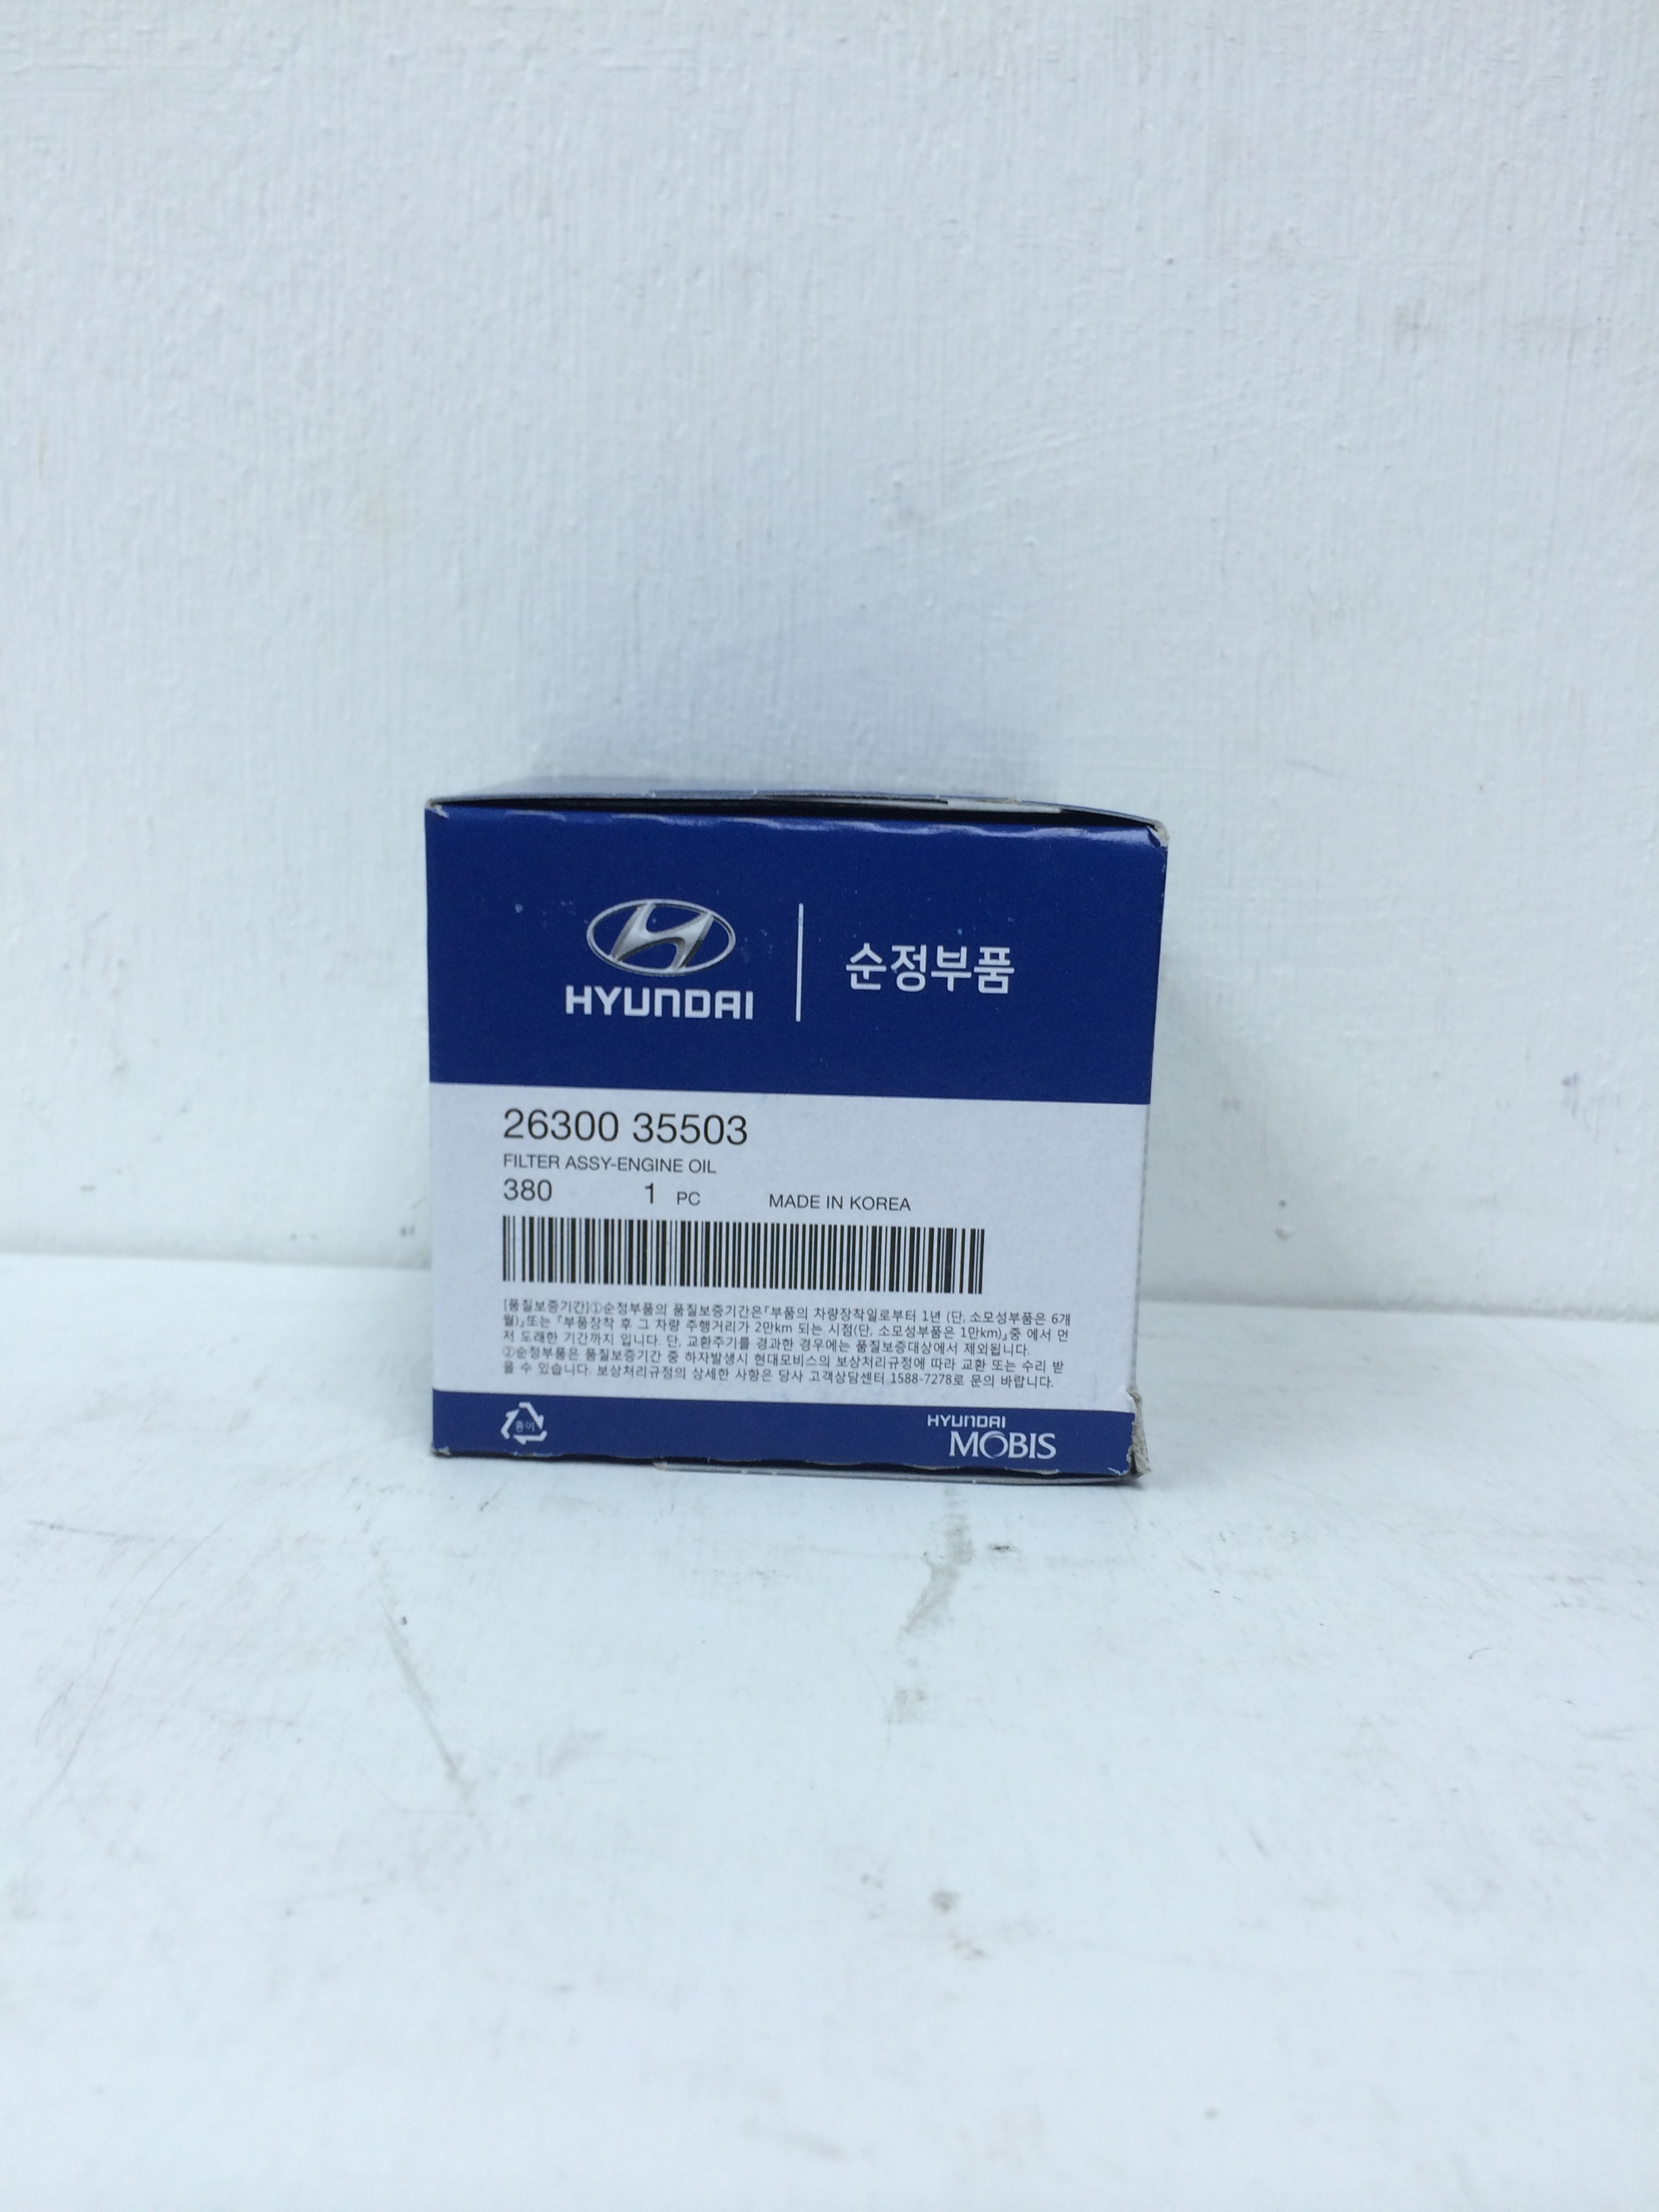 HYUNDAI
순정부품
26300 35503
FILTER ASSY-ENGINE OIL
380 1 PC MADE IN KOREA
[품질보증기간]①순정부품의 품질보증기간은『부품의 차량장착일로부터 1년 (단, 소모성부품은 6개
월)』또는 『부품장착 후 그 차량 주행거리가 2만km 되는 시점(단, 소모성부품은 1만km)』중 에서 먼
저 도래한 기간까지 입니다. 단, 교환주기를 경과한 경우에는 품질보증대상에서 제외됩니다.
②순정부품은 품질보증기간 중 하자발생시 현대모비스의 보상처리규정에 따라 교환 또는 수리 받
을 수 있습니다. 보상처리규정의 상세한 사항은 당사 고객상담센터 1588-7278로 문의 바랍니다.
종이
HYUNDAI
MOBIS